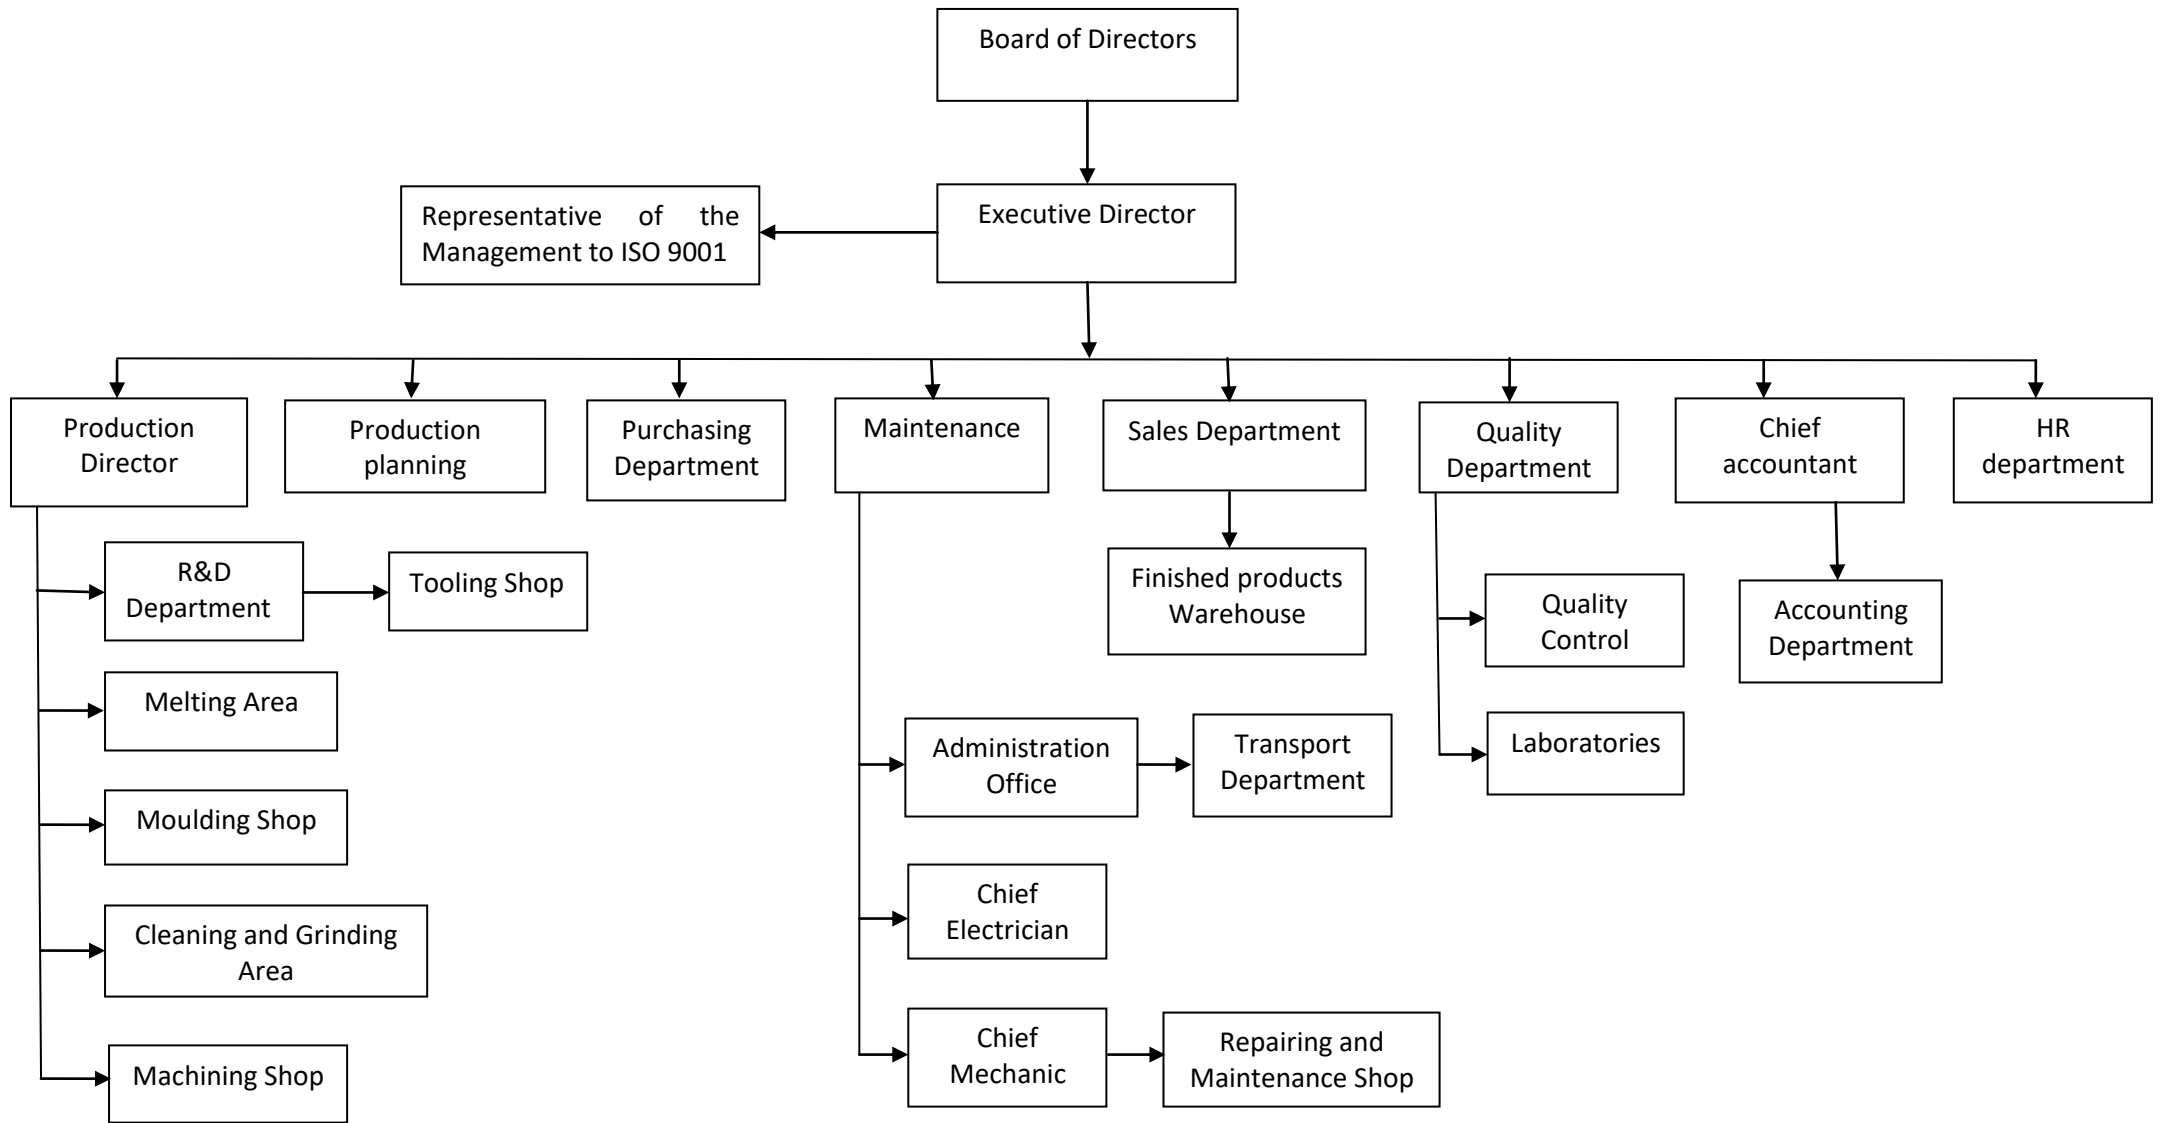 Board of Directors
Representative of the
Management to ISO 9001
Executive Director
Production
Director
Production
planning
Purchasing
Department
Maintenance
Sales Department
Quality
Department
Chief
accountant
HR
department
R&D
Department
Tooling Shop
Finished products
Warehouse
Quality
Control
Accounting
Department
Melting Area
Administration
Office
Transport
Department
Laboratories
Moulding Shop
Chief
Electrician
Cleaning and Grinding
Area
Chief
Mechanic
Repairing and
Maintenance Shop
Machining Shop